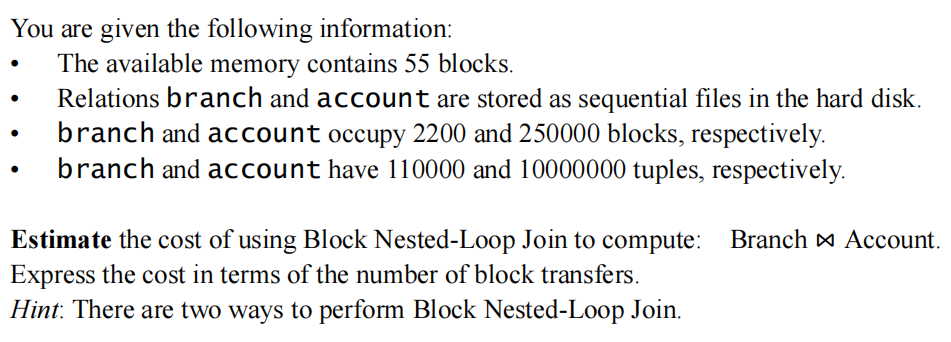 You are given the following information:
• The available memory contains 55 blocks.
• Relations branch and account are stored as sequential files in the hard disk.
• branch and account occupy 2200 and 250000 blocks, respectively.
• branch and account have 110000 and 10000000 tuples, respectively.
Estimate the cost of using Block Nested-Loop Join to compute: Branch ⋈ Account.
Express the cost in terms of the number of block transfers.
Hint: There are two ways to perform Block Nested-Loop Join.